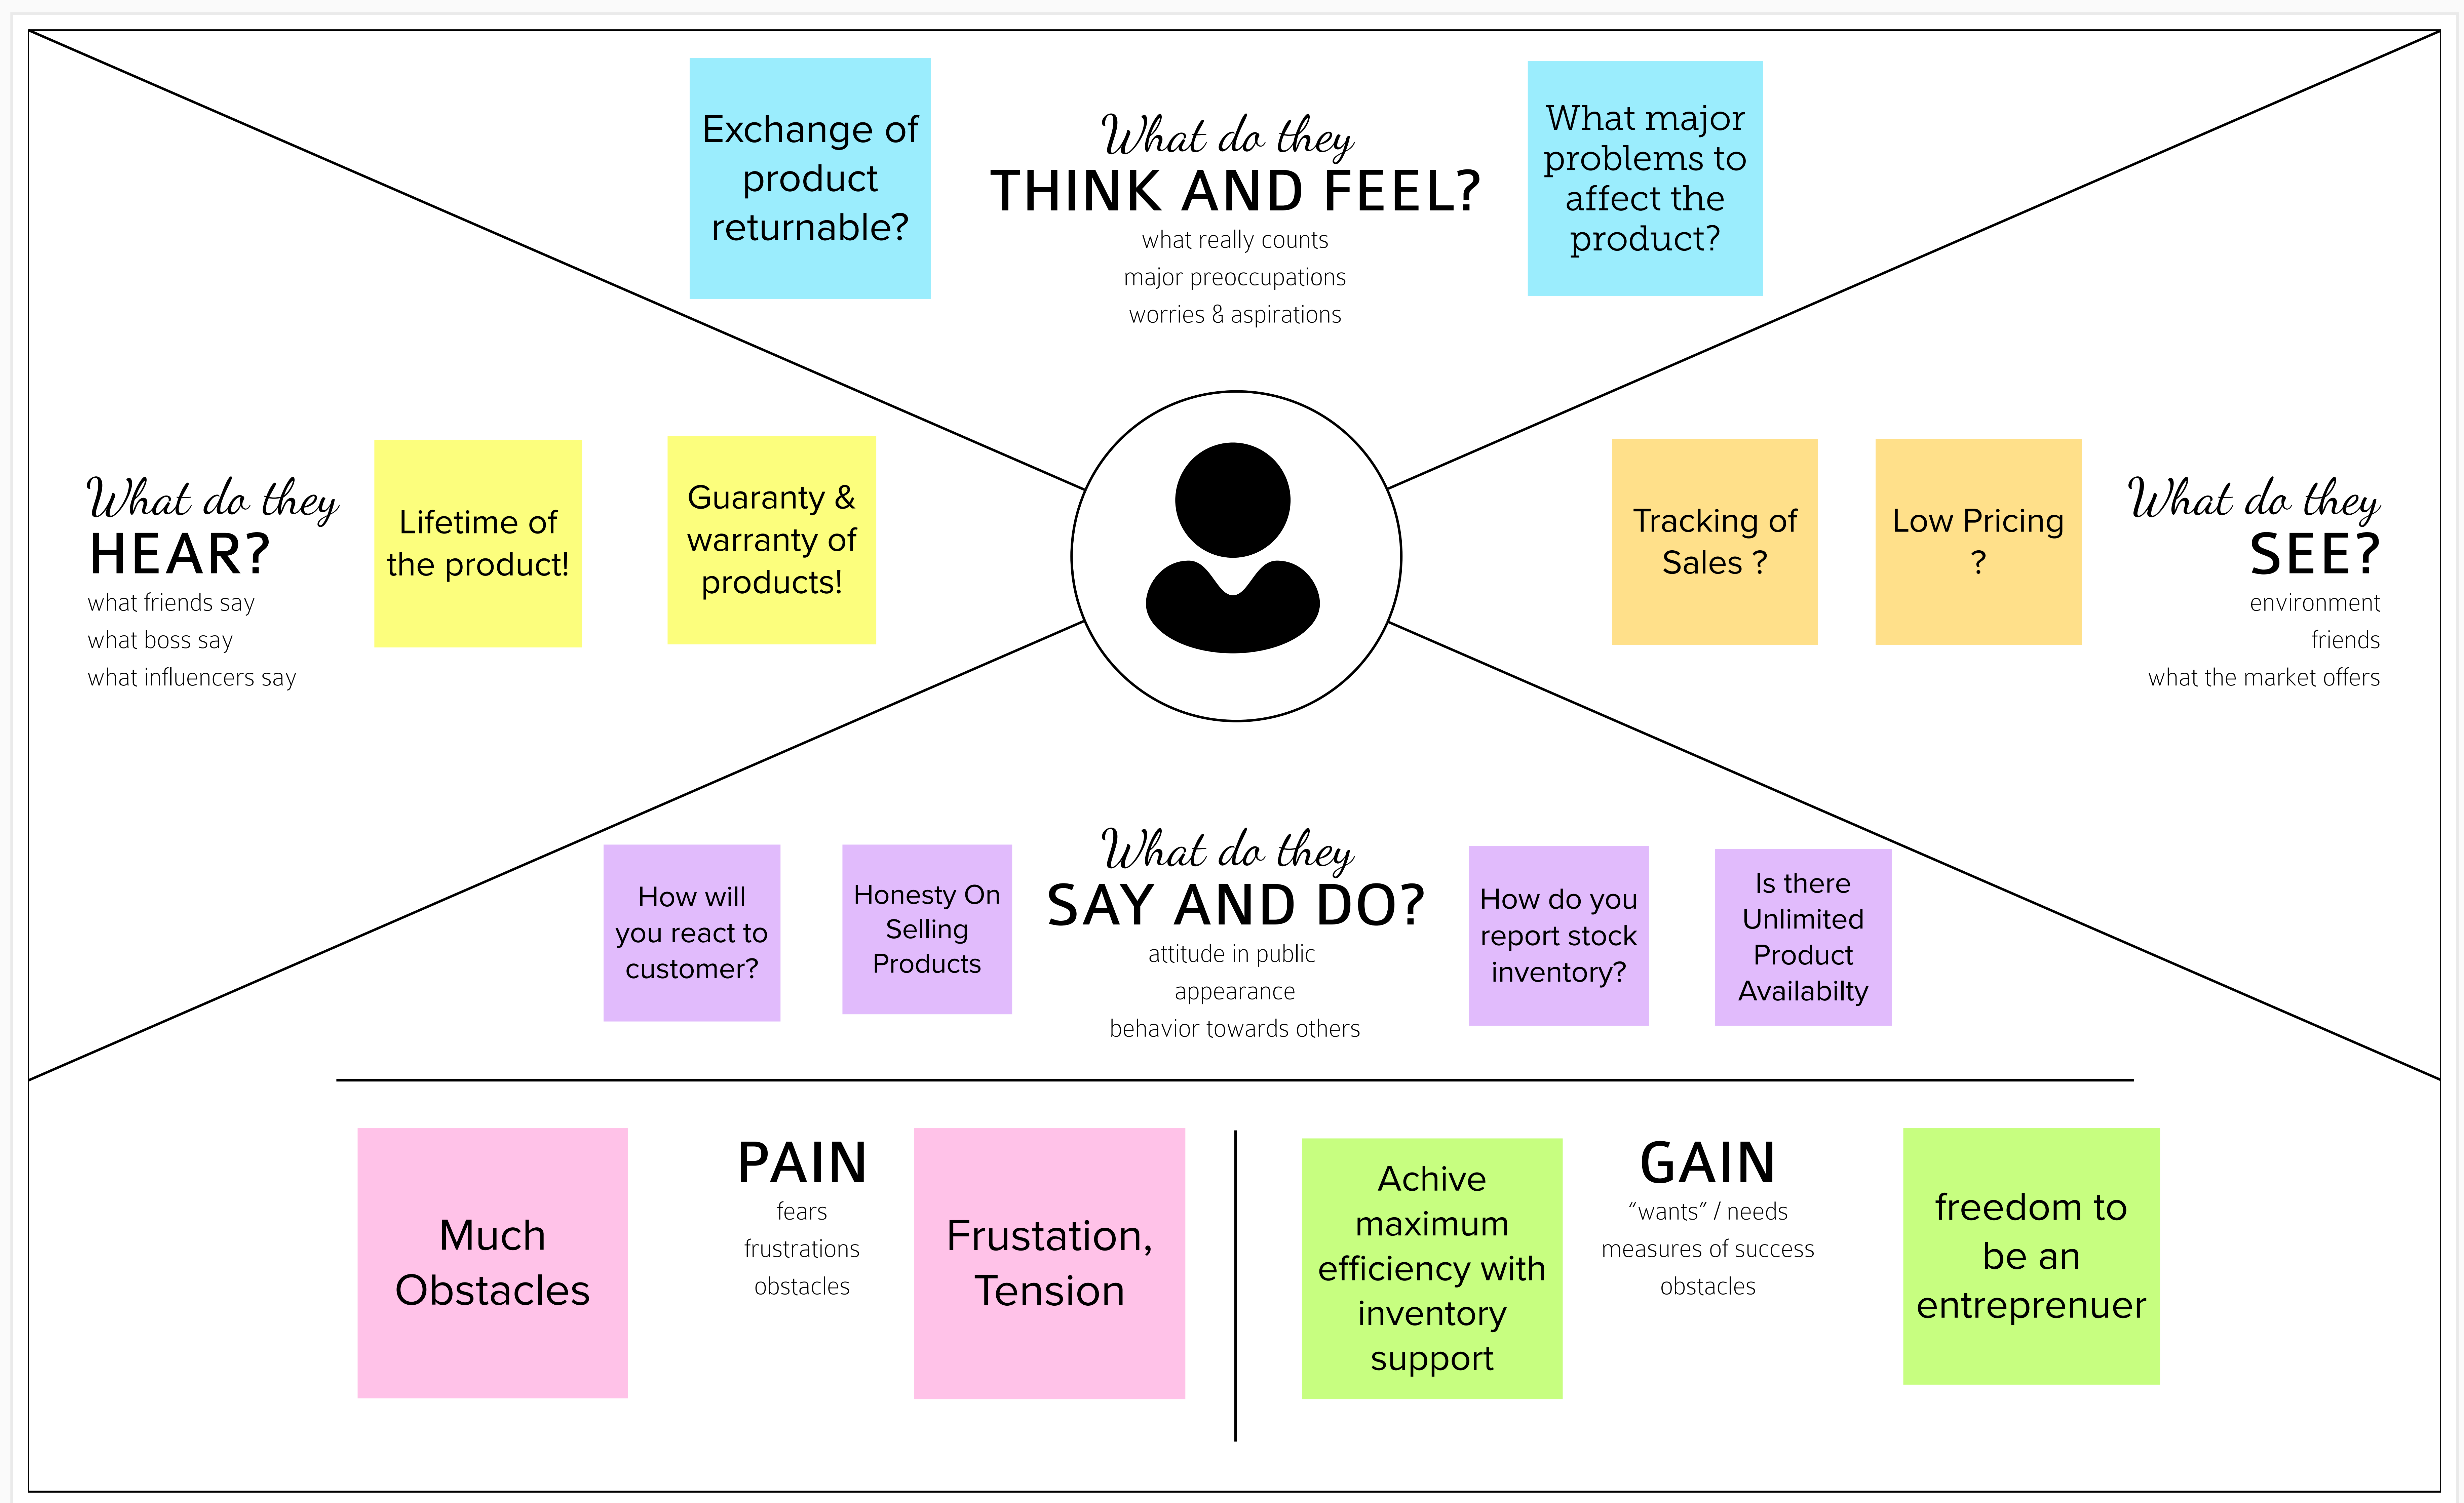 Exchange of
product
returnable?
What do they
THINK AND FEEL?
what really counts
major preoccupations
worries & aspirations
What major
problems to
affect the
product?
What do they
HEAR?
what friends say
what boss say
what influencers say
Lifetime of
the product!
Guaranty &
warranty of
products!
Tracking of
Sales ?
Low Pricing
?
What do they
SEE?
environment
friends
what the market offers
How will
you react to
customer?
Honesty On
Selling
Products
What do they
SAY AND DO?
attitude in public
appearance
behavior towards others
How do you
report stock
inventory?
Is there
Unlimited
Product
Availabilty
Much
Obstacles
PAIN
fears
frustrations
obstacles
Frustation,
Tension
Achive
maximum
efficiency with
inventory
support
GAIN
“wants” / needs
measures of success
obstacles
freedom to
be an
entreprenuer